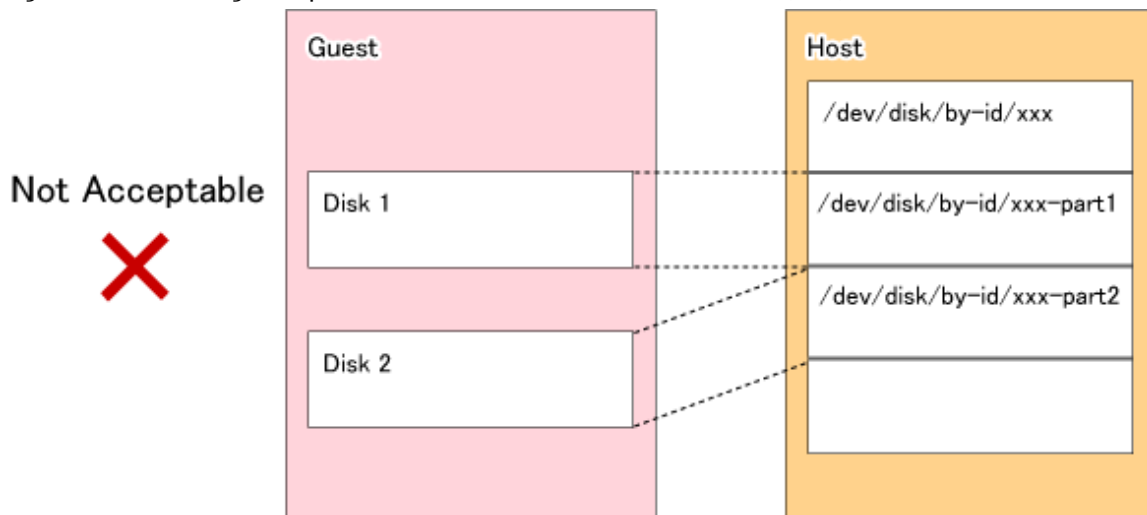 Guest
Host
/dev/disk/by-id/xxx
Not Acceptable
Disk 1
/dev/disk/by-id/xxx-part1
/dev/disk/by-id/xxx-part2
Disk 2